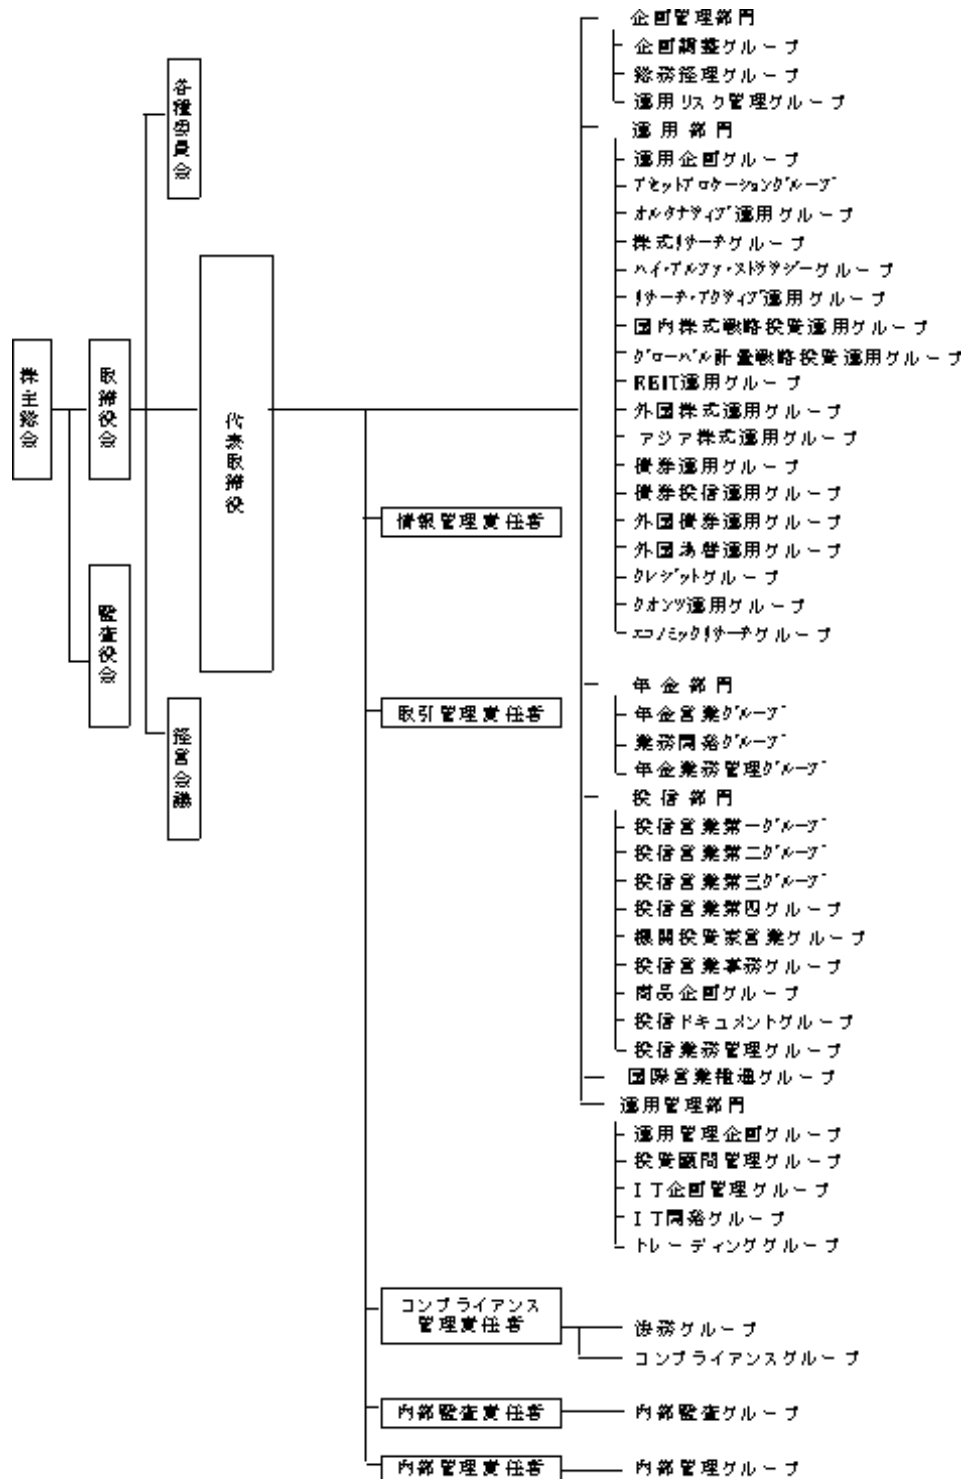 株主総会
取締役会
監査役会
各種委員会
経営会議
代表取締役
情報管理責任者
取引管理責任者
コンプライアンス
管理責任者
内部監査責任者
内部管理責任者
企画管理部門
企画調整グループ
総務経理グループ
運用リスク管理グループ
運用部門
運用企画グループ
アセットアロケーショングループ
オルタナティブ運用グループ
株式リサーチグループ
ハイ・アルファ・ストラテジーグループ
リサーチ・アクティブ運用グループ
国内株式戦略投資運用グループ
グローバル計量戦略投資運用グループ
REIT運用グループ
外国株式運用グループ
アジア株式運用グループ
債券運用グループ
債券投信運用グループ
外国債券運用グループ
外国為替運用グループ
クレジットグループ
クオンツ運用グループ
エコノミックリサーチグループ
年金部門
年金営業グループ
業務開発グループ
年金業務管理グループ
投信部門
投信営業第一グループ
投信営業第二グループ
投信営業第三グループ
投信営業第四グループ
機関投資家営業グループ
投信営業事務グループ
商品企画グループ
投信ドキュメントグループ
投信業務管理グループ
国際営業推進グループ
運用管理部門
運用管理企画グループ
投資顧問管理グループ
ＩＴ企画管理グループ
ＩＴ開発グループ
トレーディンググループ
渉務グループ
コンプライアンスグループ
内部監査グループ
内部管理グループ